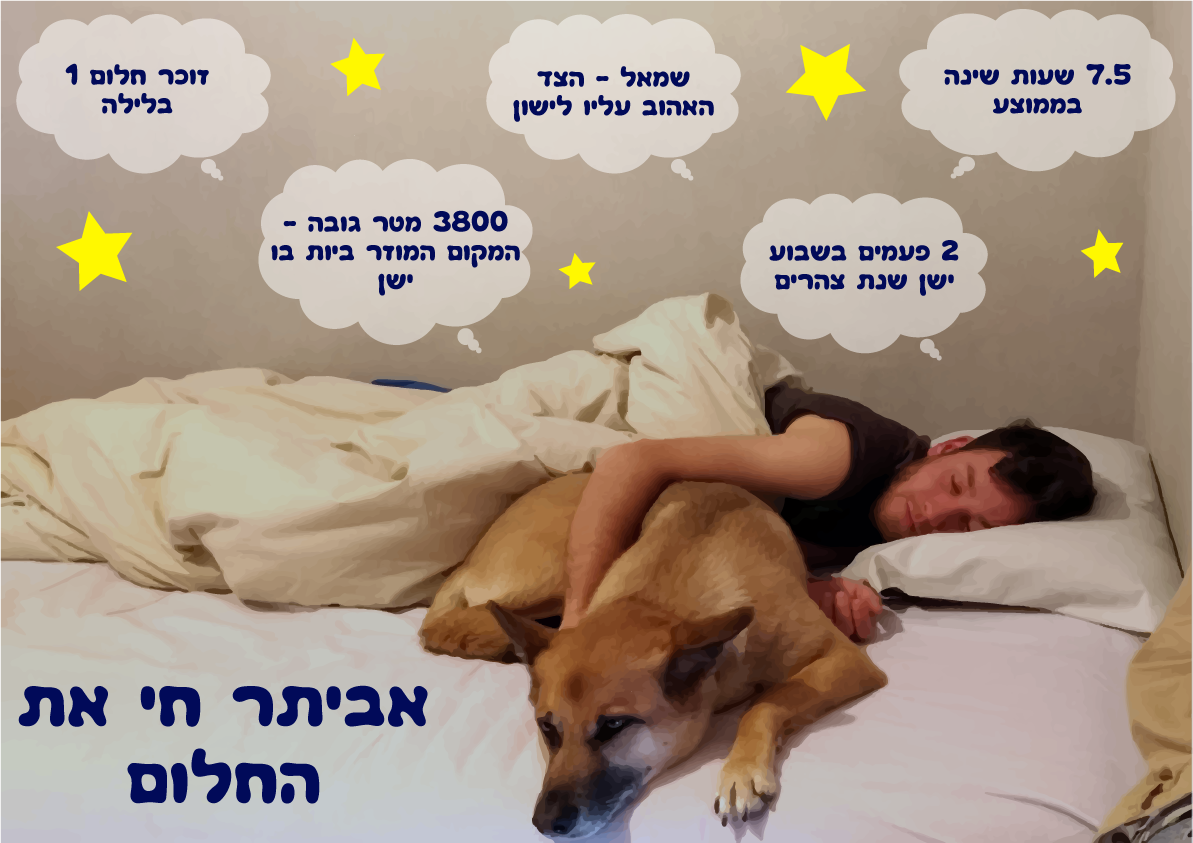 7.5 שעות שינה
בממוצע
שמאל - הצד
האהוב עליו לישון
זוכר חלום 1
בלילה
2 פעמים בשבוע
ישן שנת צהרים
3800 מטר גובה -
המקום המוזר ביות בו
ישן
אביתר חי את
החלום